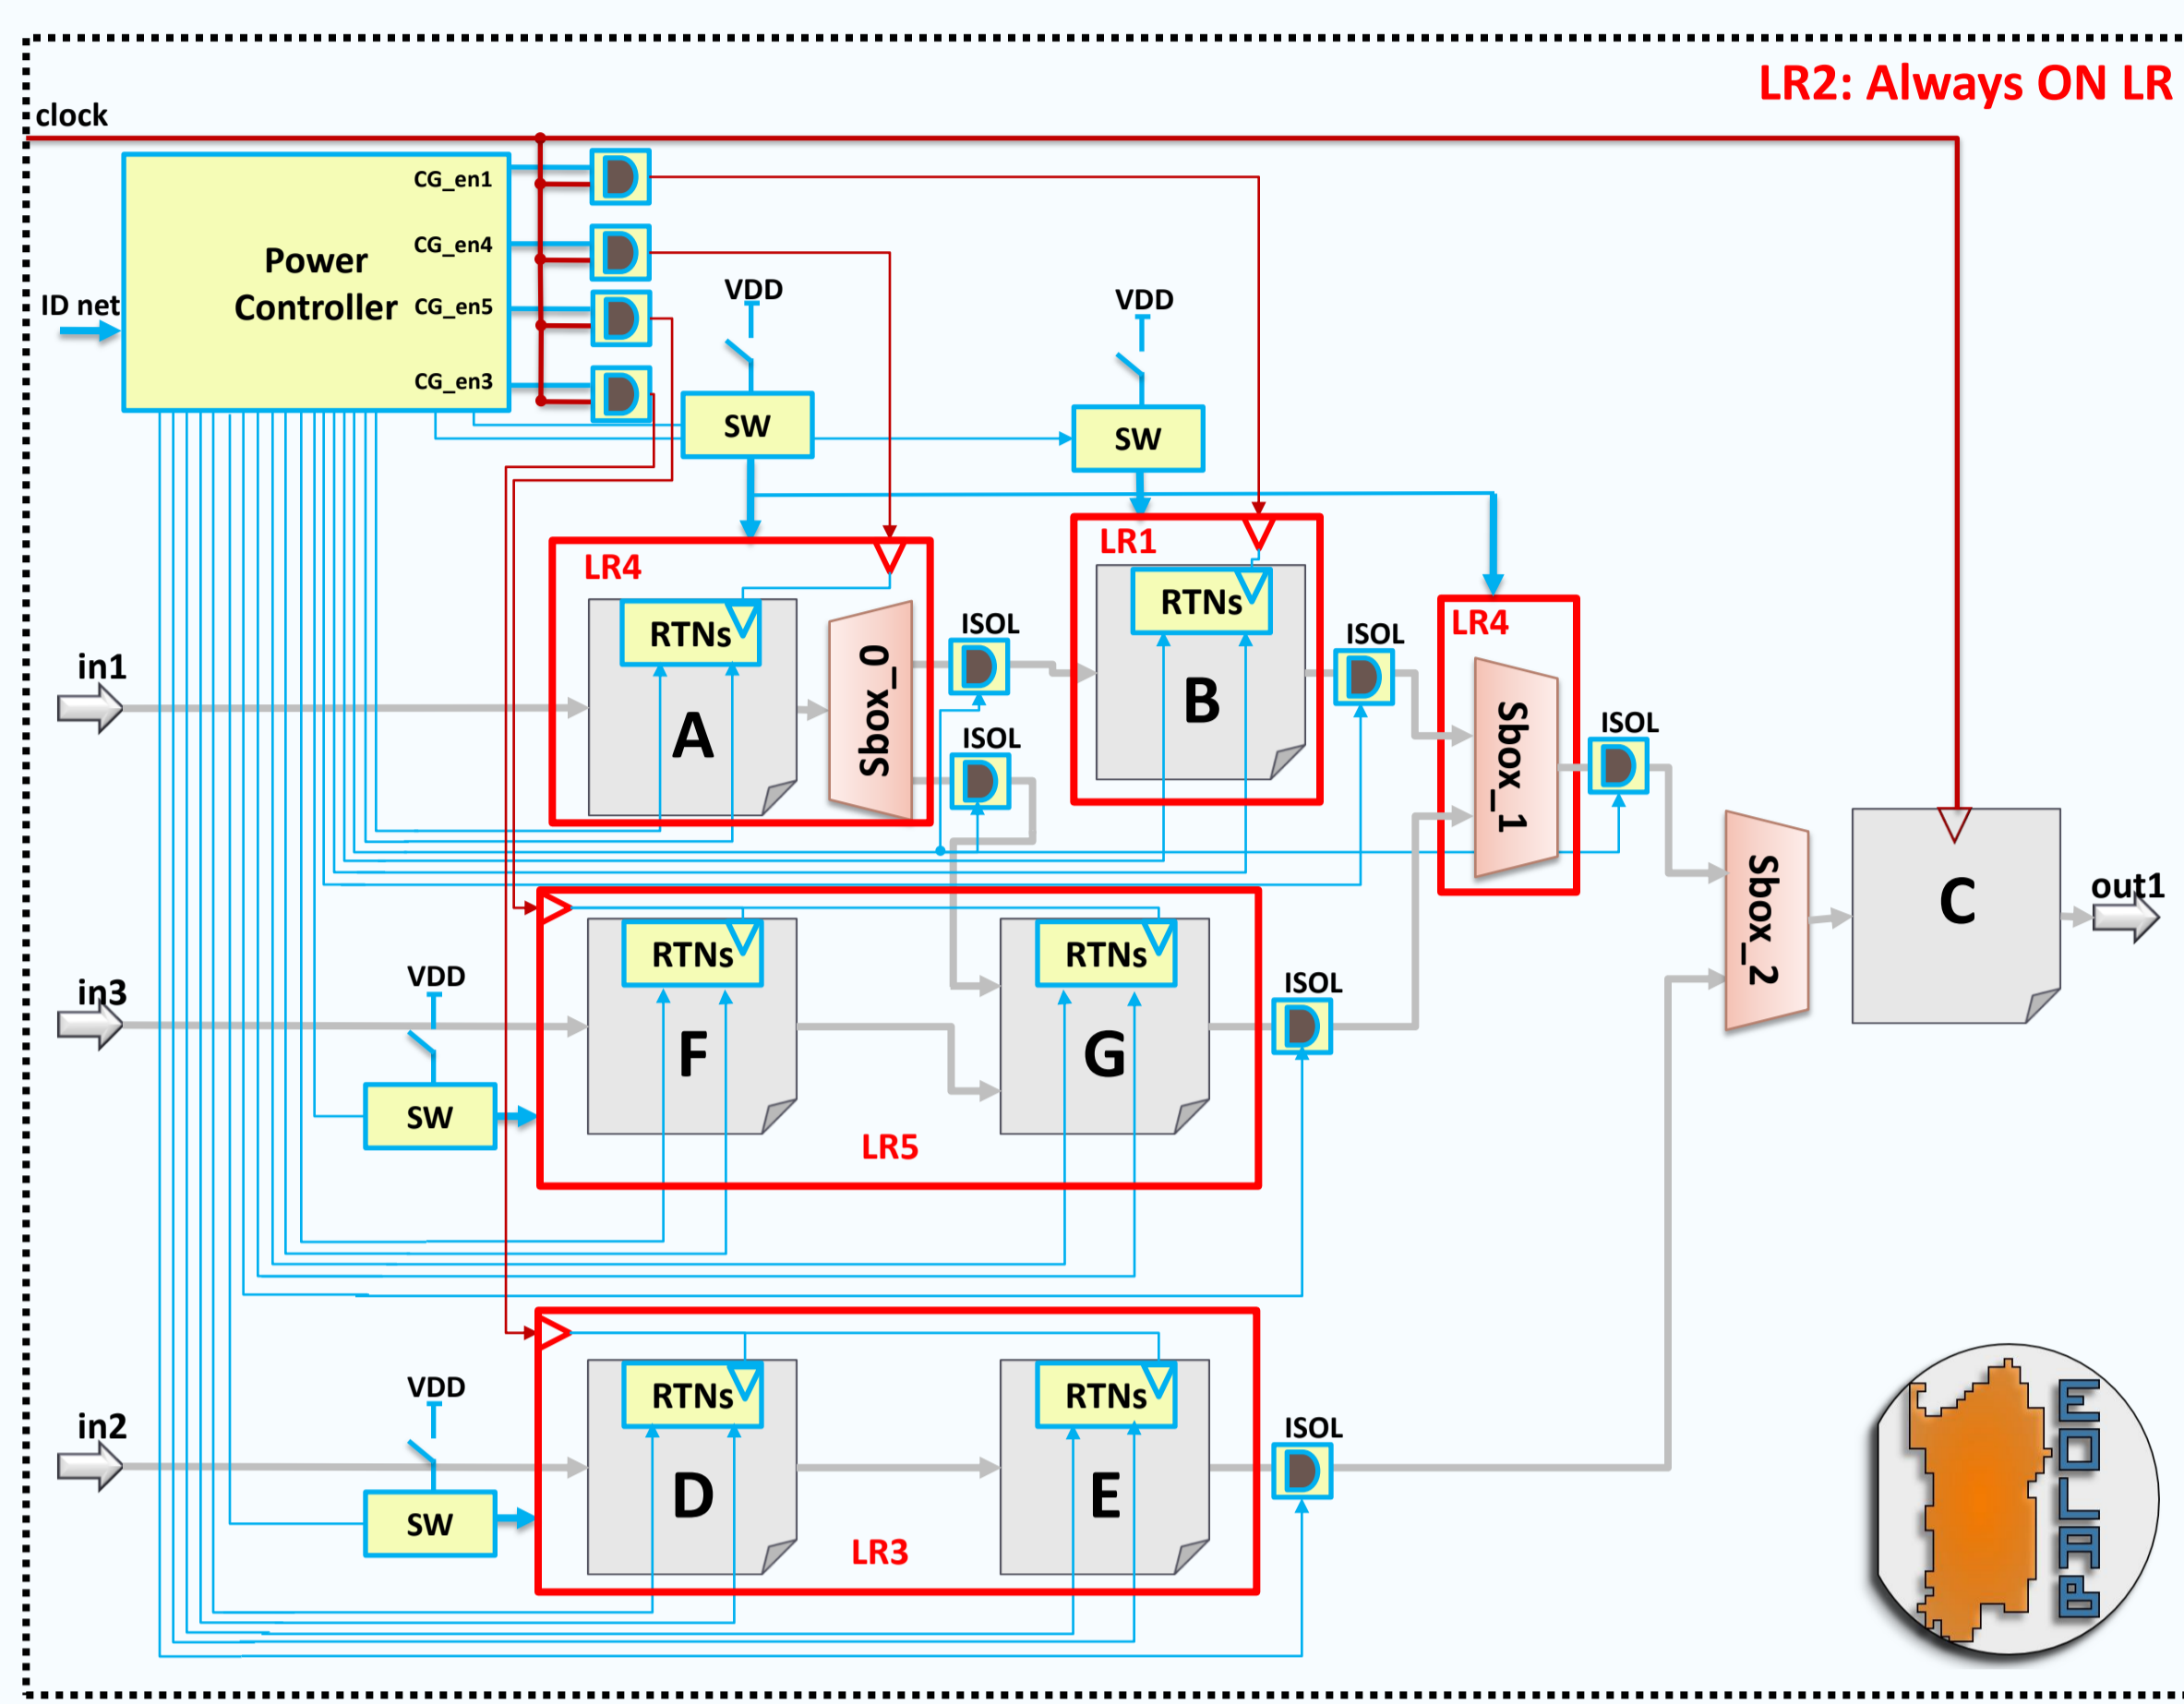 LR2: Always ON LR
clock
CG_en1
CG_en4
Power
Controller
CG_en5
CG_en3
ID net
VDD
VDD
SW
SW
LR4
LR1
RTNs
RTNs
ISOL
ISOL
LR4
in1
A
Sbox_0
B
ISOL
Sbox_1
ISOL
Sbox_2
C
out1
in3
VDD
RTNs
RTNs
ISOL
F
G
SW
LR5
in2
VDD
RTNs
RTNs
ISOL
D
E
SW
LR3
EOLAB